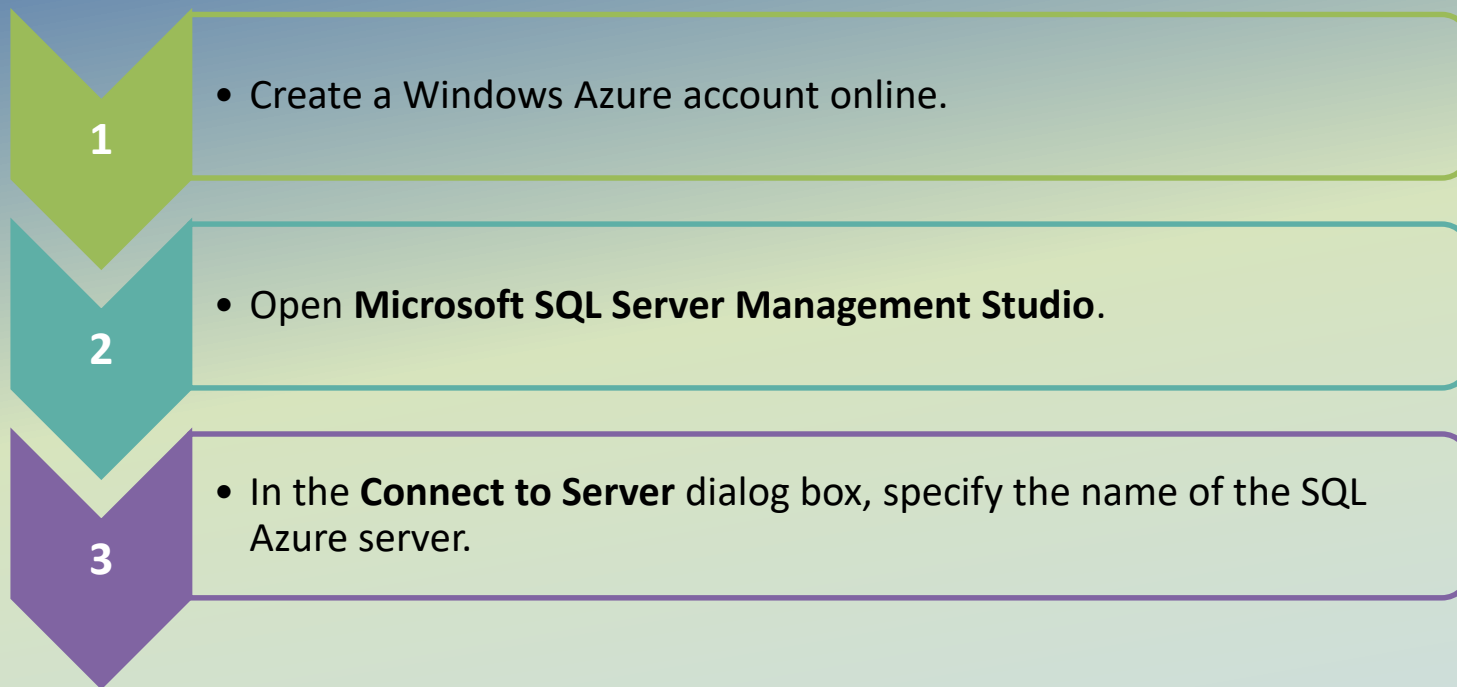 1
• Create a Windows Azure account online.
2
• Open Microsoft SQL Server Management Studio.
3
• In the Connect to Server dialog box, specify the name of the SQL
Azure server.